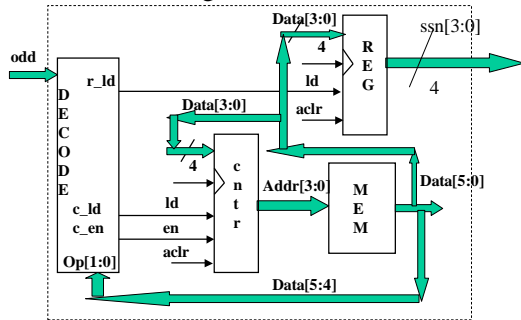 Data[3:0]
ssn[3:0]
odd
4
R
E
G
r_ld
ld
4
D
E
C
O
D
E
Data[3:0]
aclr
4
c
n
t
r
Addr[3:0]
M
E
M
Data[5:0]
c_ld
ld
c_en
en
aclr
Op[1:0]
Data[5:4]